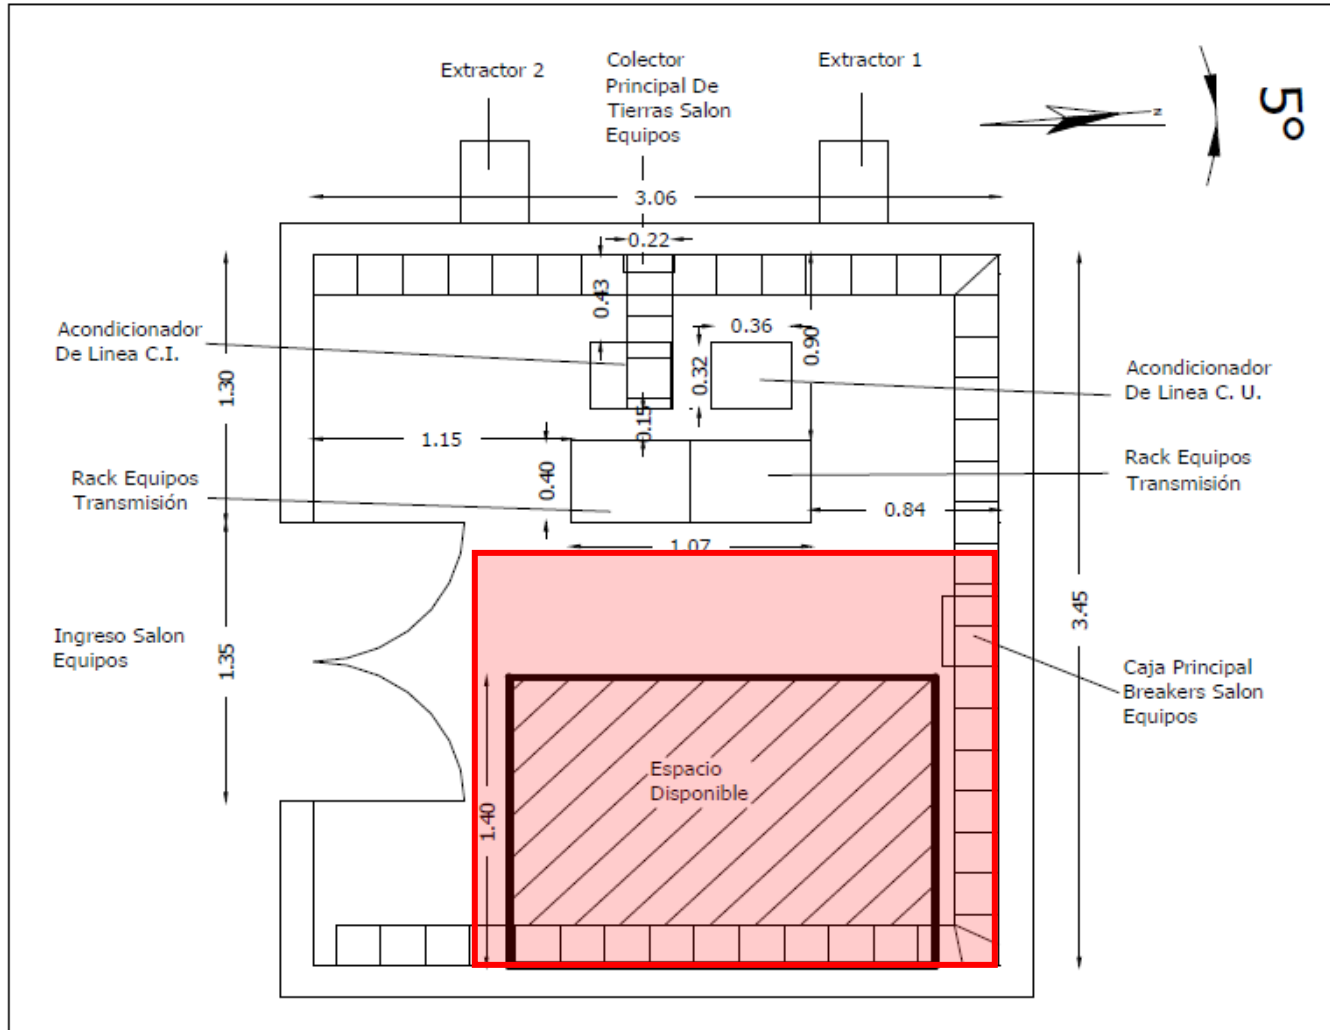 Extractor 2
Colector
Principal De
Tierras Salon
Equipos
Extractor 1
N
5°
3.06
0.22
0.43
0.36
0.90
0.32
0.15
Acondicionador
De Linea C.I.
1.30
Acondicionador
De Linea C. U.
1.15
0.40
Rack Equipos
Transmisión
Rack Equipos
Transmisión
0.84
1.07
Ingreso Salon
Equipos
1.35
3.45
Caja Principal
Breakers Salon
Equipos
1.40
Espacio
Disponible